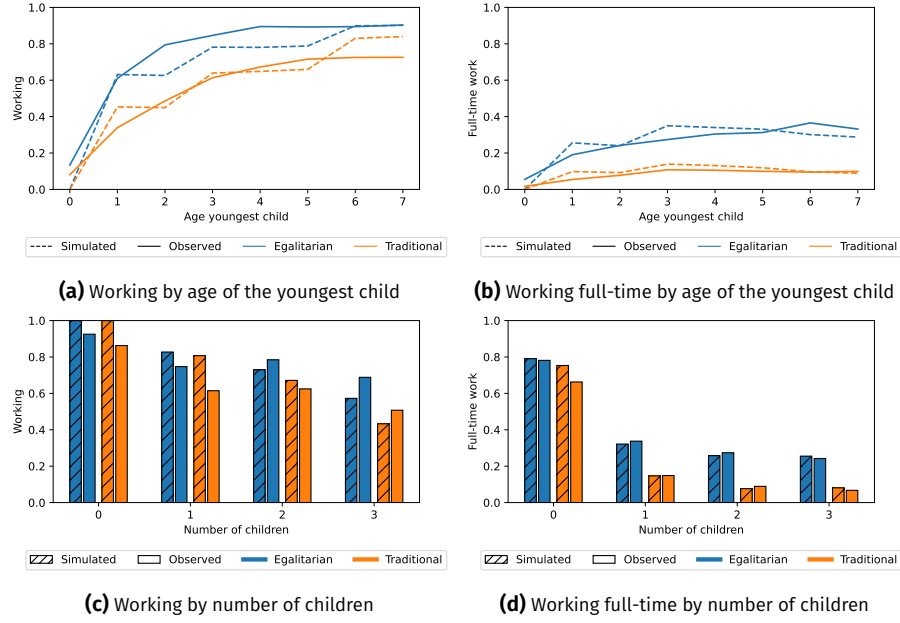 1.0
0.8
0.6
0.4
0.2
0.0
Working
0 1 2 3 4 5 6 7
Age youngest child
Simulated Observed Egalitarian Traditional
(a) Working by age of the youngest child
1.0
0.8
0.6
0.4
0.2
0.0
Full-time work
0 1 2 3 4 5 6 7
Age youngest child
Simulated Observed Egalitarian Traditional
(b) Working full-time by age of the youngest child
1.0
0.8
0.6
0.4
0.2
0.0
Working
0 1 2 3
Number of children
Simulated Observed Egalitarian Traditional
(c) Working by number of children
1.0
0.8
0.6
0.4
0.2
0.0
Full-time work
0 1 2 3
Number of children
Simulated Observed Egalitarian Traditional
(d) Working full-time by number of children